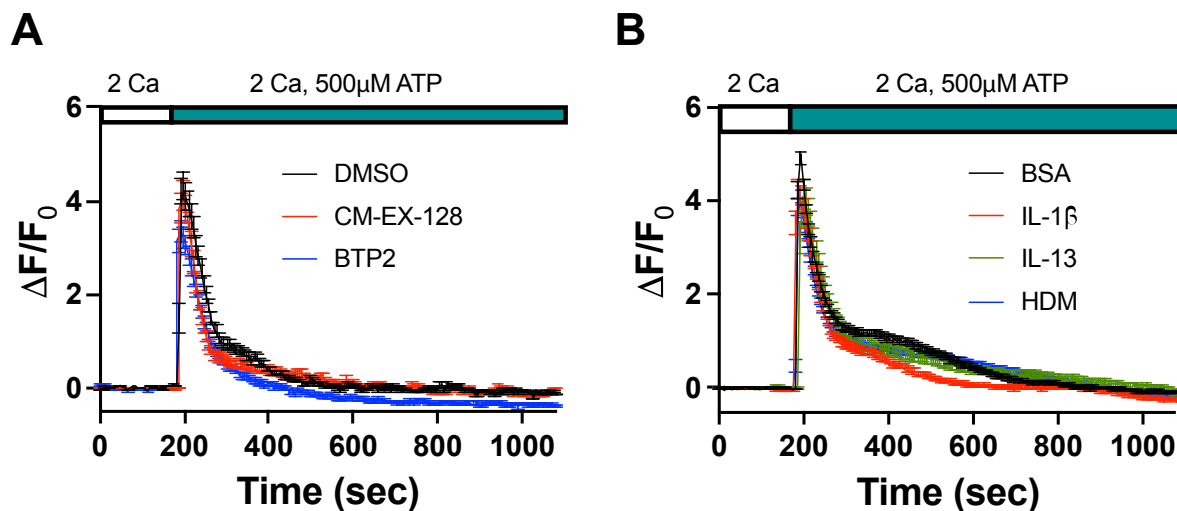 A
2 Ca
2 Ca, 500µM ATP
6
4
2
0
ΔF/F0
DMSO
CM-EX-128
BTP2
0 200 400 600 800 1000
Time (sec)
B
2 Ca
2 Ca, 500µM ATP
6
4
2
0
ΔF/F0
BSA
IL-1β
IL-13
HDM
0 200 400 600 800 1000
Time (sec)